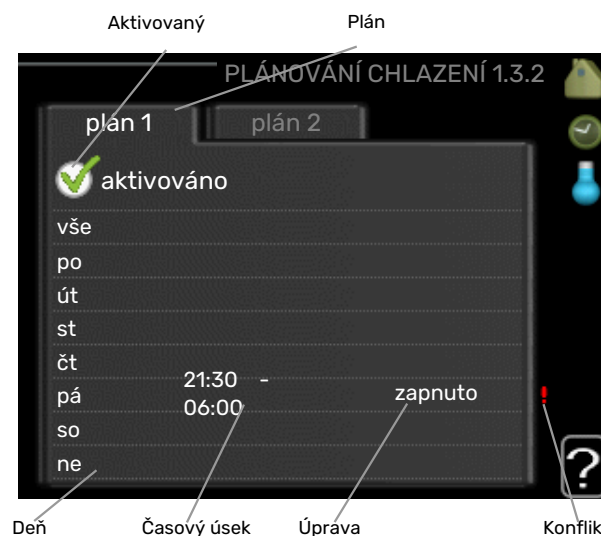 Aktivovaný Plán
PLÁNOVÁNÍ CHLAZENÍ 1.3.2
plán 1 plán 2
aktivováno
vše
po
út
st
čt
pá 21:30 - 06:00 zapnuto !
so
ne
?
Deň Časový úsek Úprava Konflik